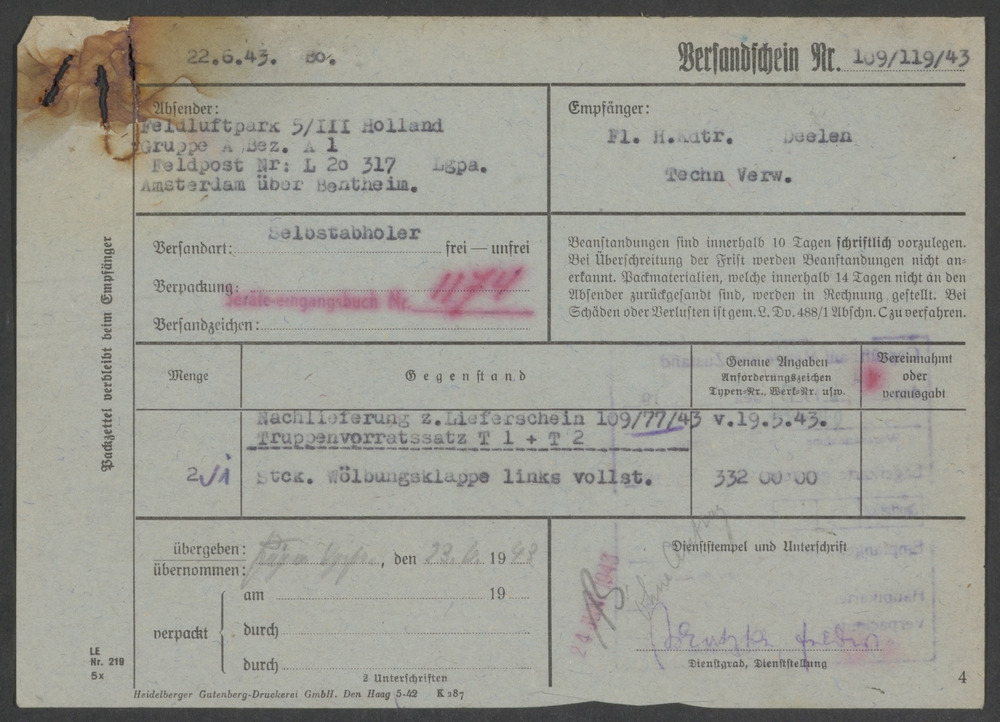 22.6.43. Bo.
Versandschein Nr. 109/119/43
Absender:
Feldluftpark 5/III Holland
Gruppe A Bez. A 1
Feldpost Nr: L 20 317 Lgpa.
Amsterdam über Bentheim.
Empfänger:
Fl. H.Kdtr. Deelen
Techn Verw.
Selbstabholer
Versandart: frei — unfrei
Verpackung:
Geräte-eingangsbuch Nr. 1174
Versandzeichen:
Beanstandungen sind innerhalb 10 Tagen schriftlich vorzulegen.
Bei Überschreitung der Frist werden Beanstandungen nicht an-
erkannt. Packmaterialien, welche innerhalb 14 Tagen nicht an den
Absender zurückgesandt sind, werden in Rechnung gestellt. Bei
Schäden oder Verlusten ist gem. L. Dv. 488/1 Abschn. C zu verfahren.
Packzettel verbleibt beim Empfänger
Menge
Gegenstand
Genaue Angaben
Anforderungszeichen
Typen-Nr., Werk-Nr. usw.
Vereinnahmt
oder
verausgabt
Nachlieferung z.Lieferschein 109/77/43 v.19.5.43.
Truppenvorratssatz T 1 + T 2
2 Stck. Wölbungsklappe links vollst. 332 00 00
übergeben:
übernommen: , den 23. 6. 1943
verpackt
am 19
durch
durch
2 Unterschriften
Dienststempel und Unterschrift
Dienstgrad, Dienststellung
LE
Nr. 219
5x
Heidelberger Gutenberg-Druckerei GmbH. Den Haag 5-42 K 287
4